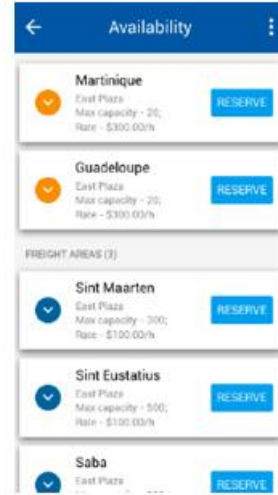 Availability
Martinique
East Plaza
Max capacity - 20;
Rate - $300.00/h
RESERVE
Guadeloupe
East Plaza
Max capacity - 20;
Rate - $300.00/h
RESERVE
FREIGHT AREAS (3)
Sint Maarten
East Plaza
Max capacity - 300;
Rate - $100.00/h
RESERVE
Sint Eustatius
East Plaza
Max capacity - 500;
Rate - $100.00/h
RESERVE
Saba
East Plaza
RESERVE